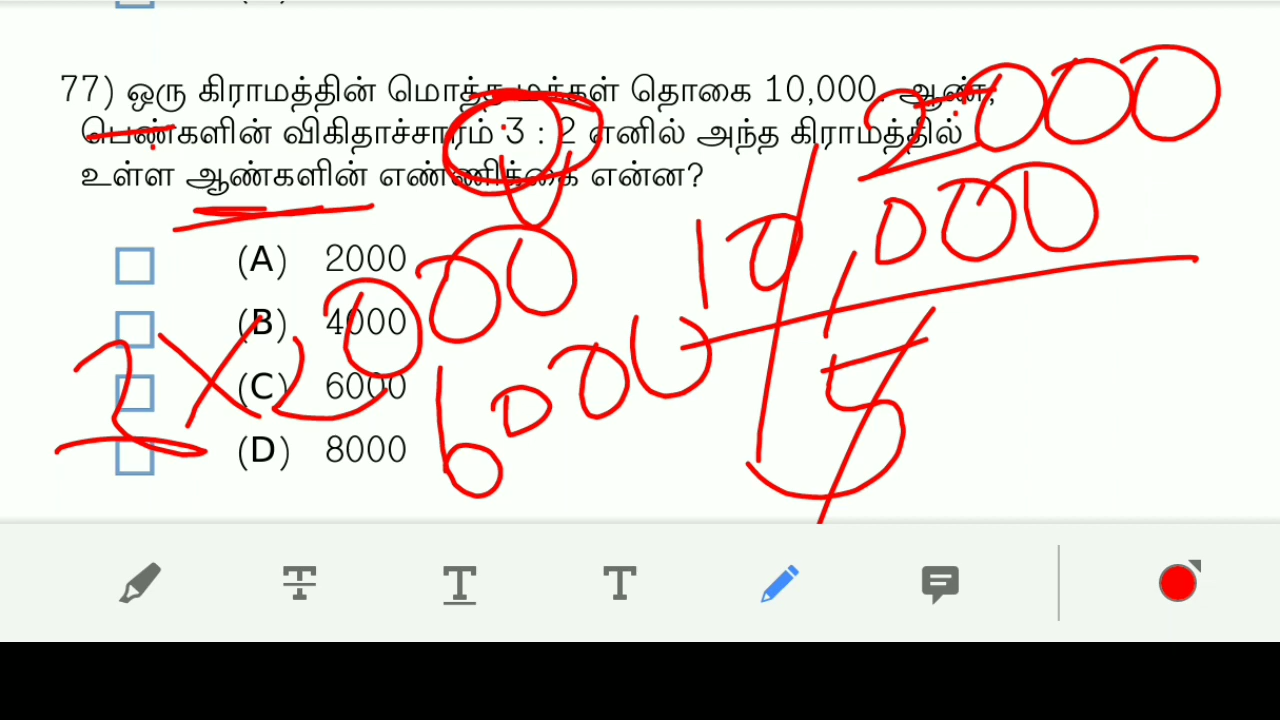 77) ஒரு கிராமத்தின் மொத்த மக்கள் தொகை 10,000. ஆண்,
பெண்களின் விகிதாச்சாரம் 3 : 2 எனில் அந்த கிராமத்தில்
உள்ள ஆண்களின் எண்ணிக்கை என்ன?
2000
10,000
5
(A) 2000
(B) 4000
(C) 6000
(D) 8000
6000
T
T
T